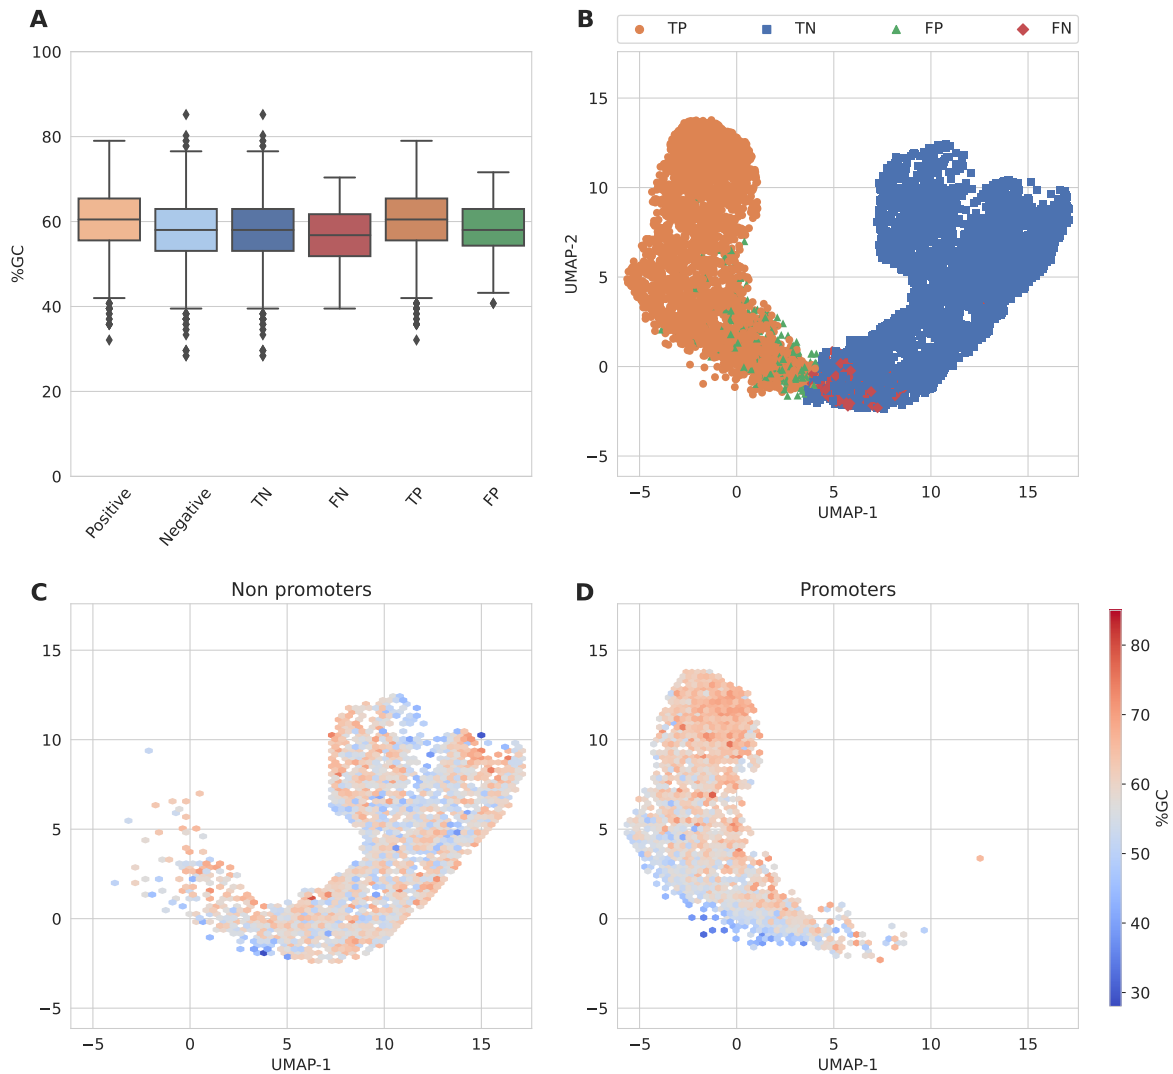 A
100
80
60
40
20
0
%GC
Positive
Negative
TN
FN
TP
FP
B
TP TN FP FN
15
10
5
0
−5
UMAP-2
−5 0 5 10 15
UMAP-1
C
Non promoters
15
10
5
0
−5
−5 0 5 10 15
UMAP-1
D
Promoters
15
10
5
0
−5
−5 0 5 10 15
UMAP-1
80
70
60
50
40
30
%GC